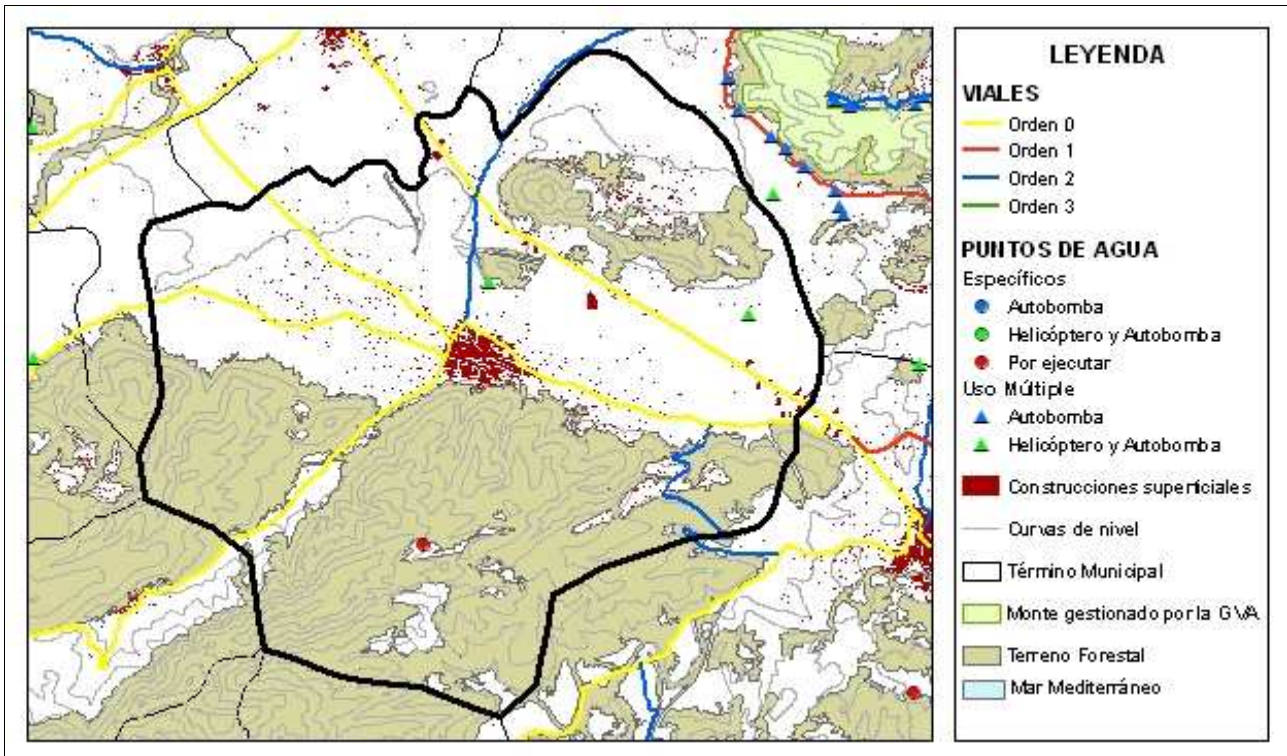 LEYENDA
VIALES
Orden 0
Orden 1
Orden 2
Orden 3
PUNTOS DE AGUA
Específicos
Autobomba
Helicóptero y Autobomba
Por ejecutar
Uso Múltiple
Autobomba
Helicóptero y Autobomba
Construcciones superficiales
Curvas de nivel
Término Municipal
Monte gestionado por la GVA
Terreno Forestal
Mar Mediterráneo